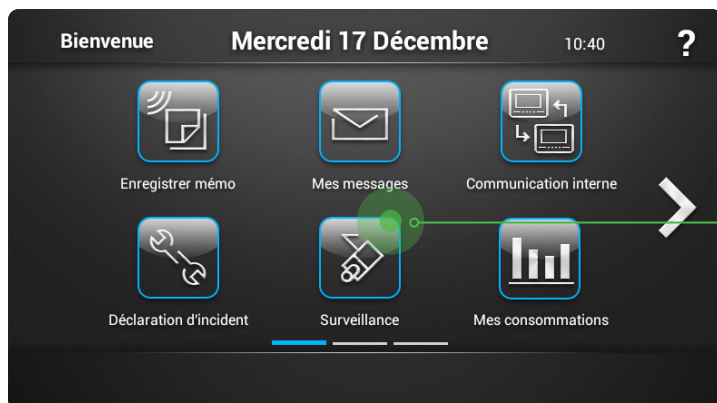 Bienvenue Mercredi 17 Décembre 10:40 ?
Enregistrer mémo Mes messages Communication interne
Déclaration d'incident Surveillance Mes consommations